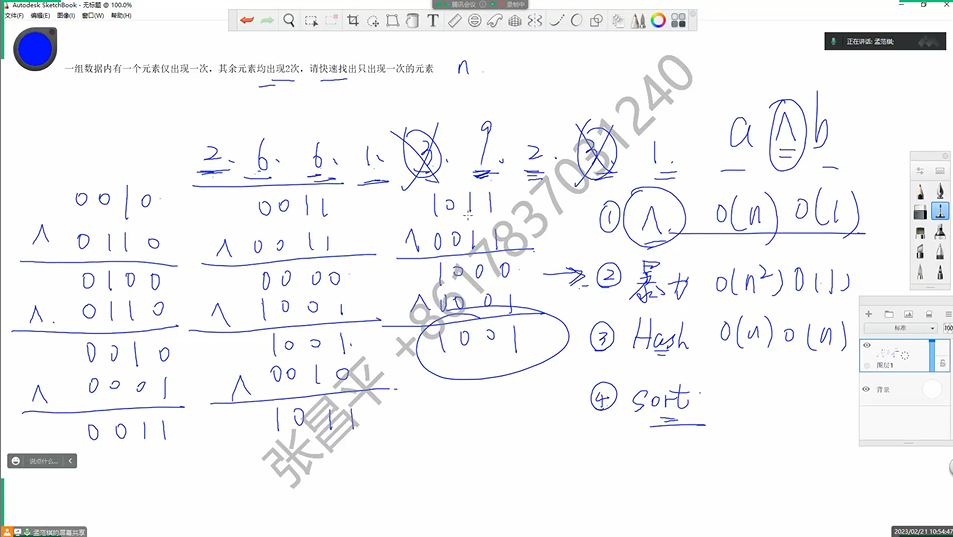 Autodesk SketchBook - 无标题 @ 100.0%
文件(F) 编辑(E) 图像(I) 窗口(W) 帮助(H)
腾讯会议 录制中
正在讲话: 孟范棋;
一组数据内有一个元素仅出现一次，其余元素均出现2次，请快速找出只出现一次的元素 n
2. 6. 6. 1. 3. 9. 2. 3. 1.
a ^ b
0010
^ 0110
0100
^ 0110
0010
^ 0001
0011
0011
^ 0011
0000
^ 1001
1001
^ 0010
1011
1011
^ 0011
1000
^ 0001
1001
① ^ O(n) O(1)
② 暴力 O(n²) O(1)
③ Hash O(n) O(n)
④ sort
张昌平 +8617837031240
标准 100
图层1
背景
说点什么...
孟范棋的屏幕共享
2023/02/21 10:54:47